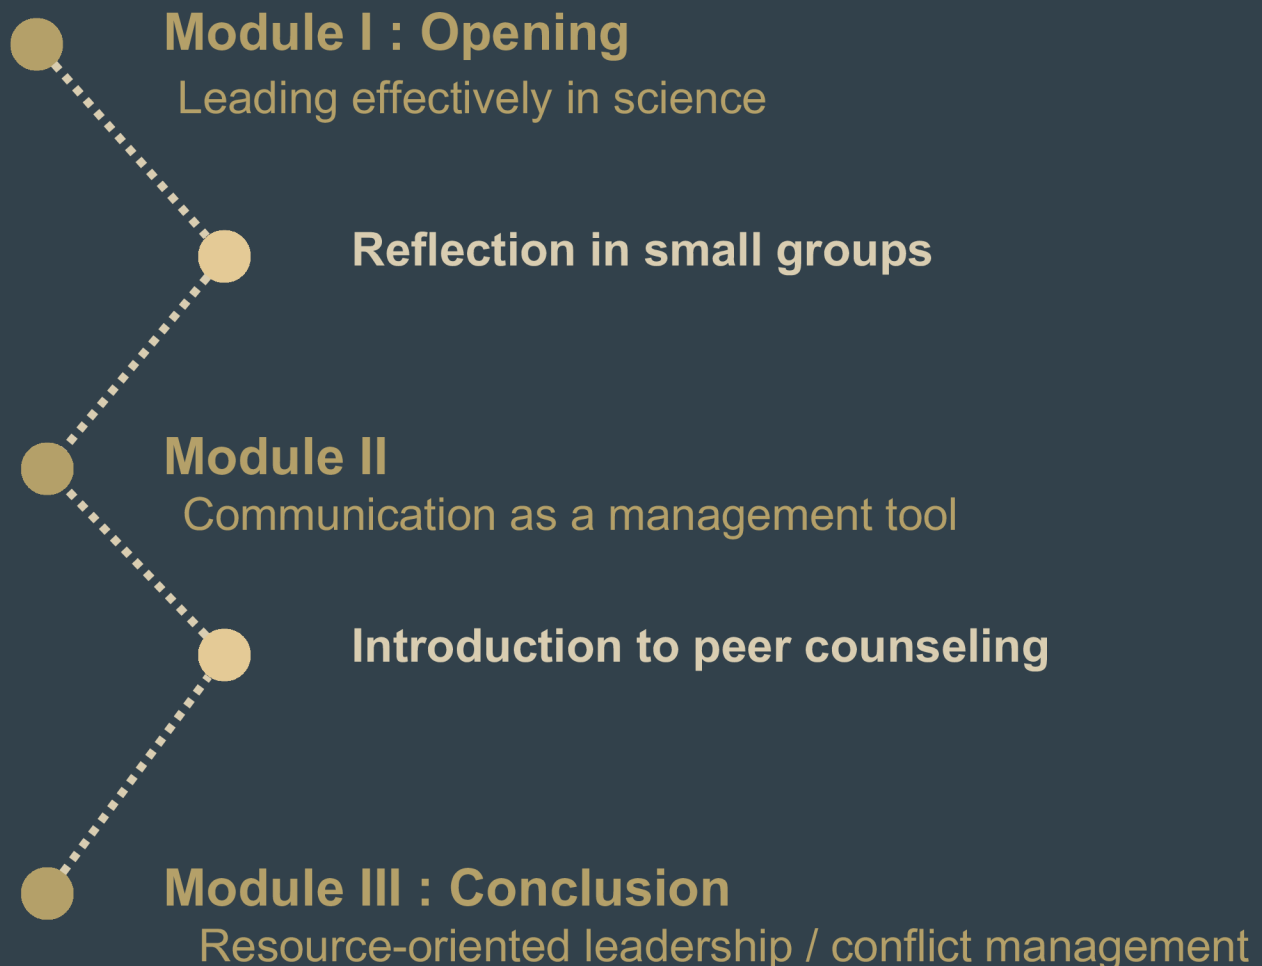 Module I : Opening
Leading effectively in science
Reflection in small groups
Module II
Communication as a management tool
Introduction to peer counseling
Module III : Conclusion
Resource-oriented leadership / conflict management